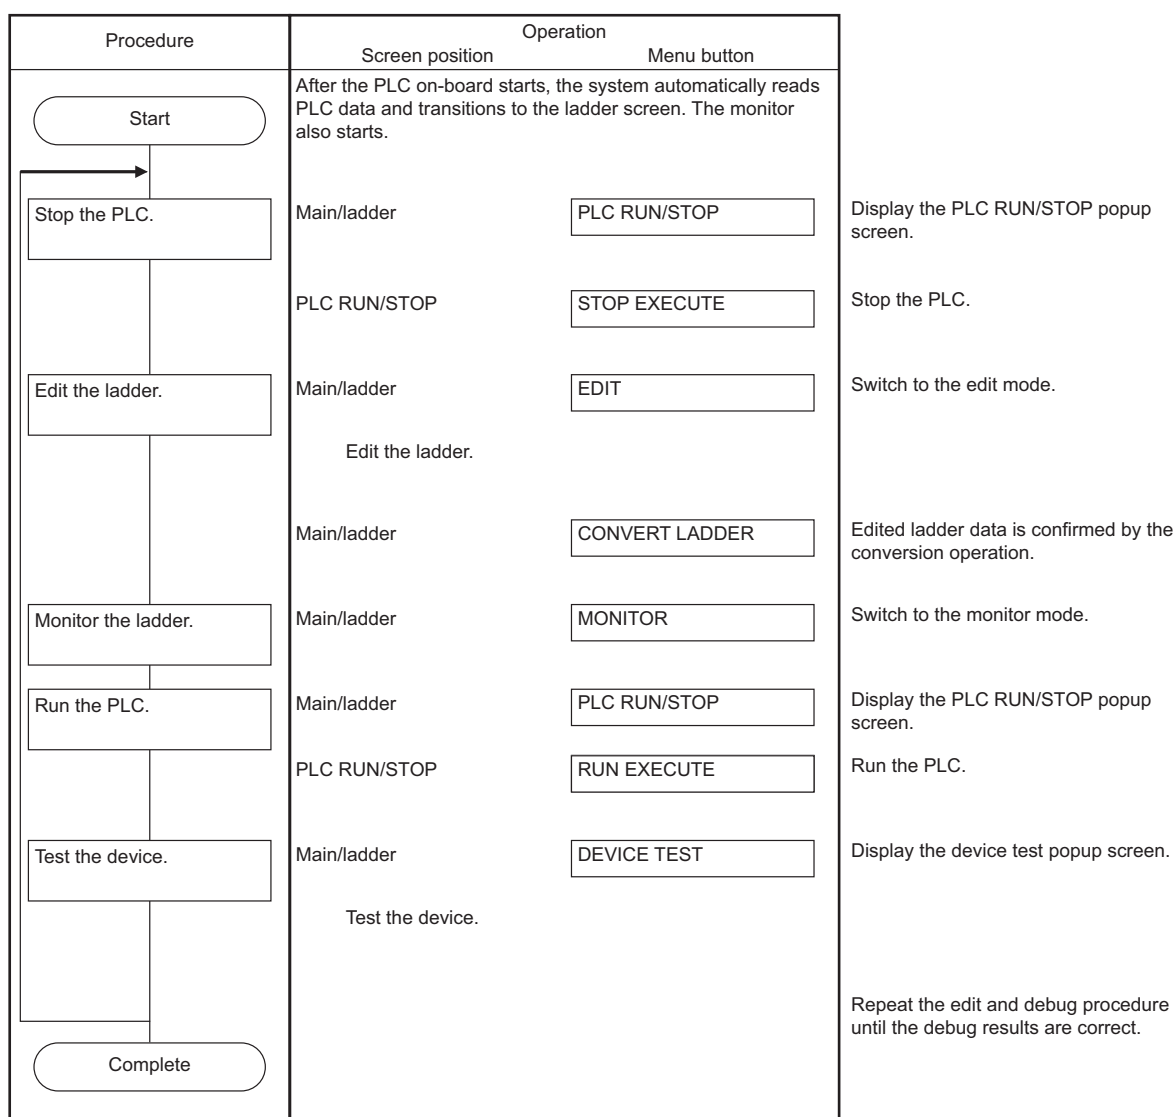 Procedure
Operation
Screen position
Menu button
After the PLC on-board starts, the system automatically reads
PLC data and transitions to the ladder screen. The monitor
also starts.
Start
Stop the PLC.
Main/ladder
PLC RUN/STOP
Display the PLC RUN/STOP popup
screen.
PLC RUN/STOP
STOP EXECUTE
Stop the PLC.
Edit the ladder.
Main/ladder
EDIT
Switch to the edit mode.
Edit the ladder.
Main/ladder
CONVERT LADDER
Edited ladder data is confirmed by the
conversion operation.
Monitor the ladder.
Main/ladder
MONITOR
Switch to the monitor mode.
Run the PLC.
Main/ladder
PLC RUN/STOP
Display the PLC RUN/STOP popup
screen.
PLC RUN/STOP
RUN EXECUTE
Run the PLC.
Test the device.
Main/ladder
DEVICE TEST
Display the device test popup screen.
Test the device.
Repeat the edit and debug procedure
until the debug results are correct.
Complete